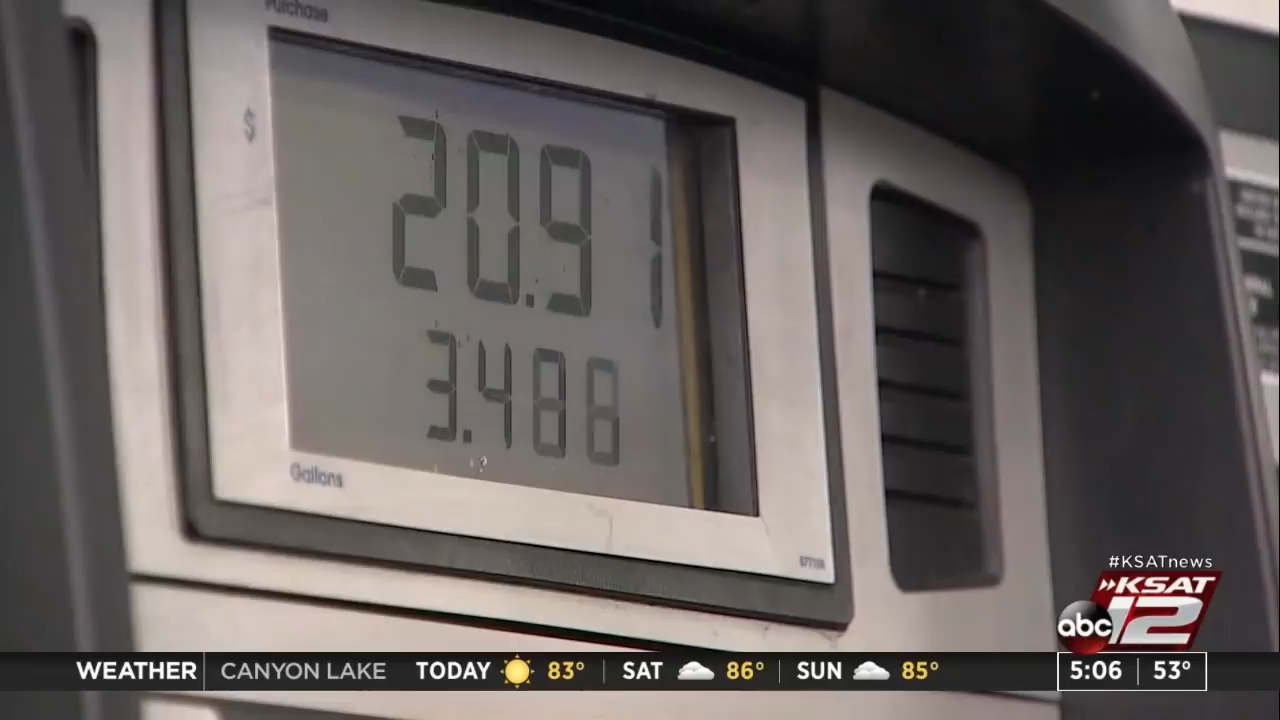 Purchase
$
20.91
3.488
Gallons
#KSATnews
KSAT
abc 12
WEATHER CANYON LAKE TODAY 83° SAT 86° SUN 85° 5:06 53°